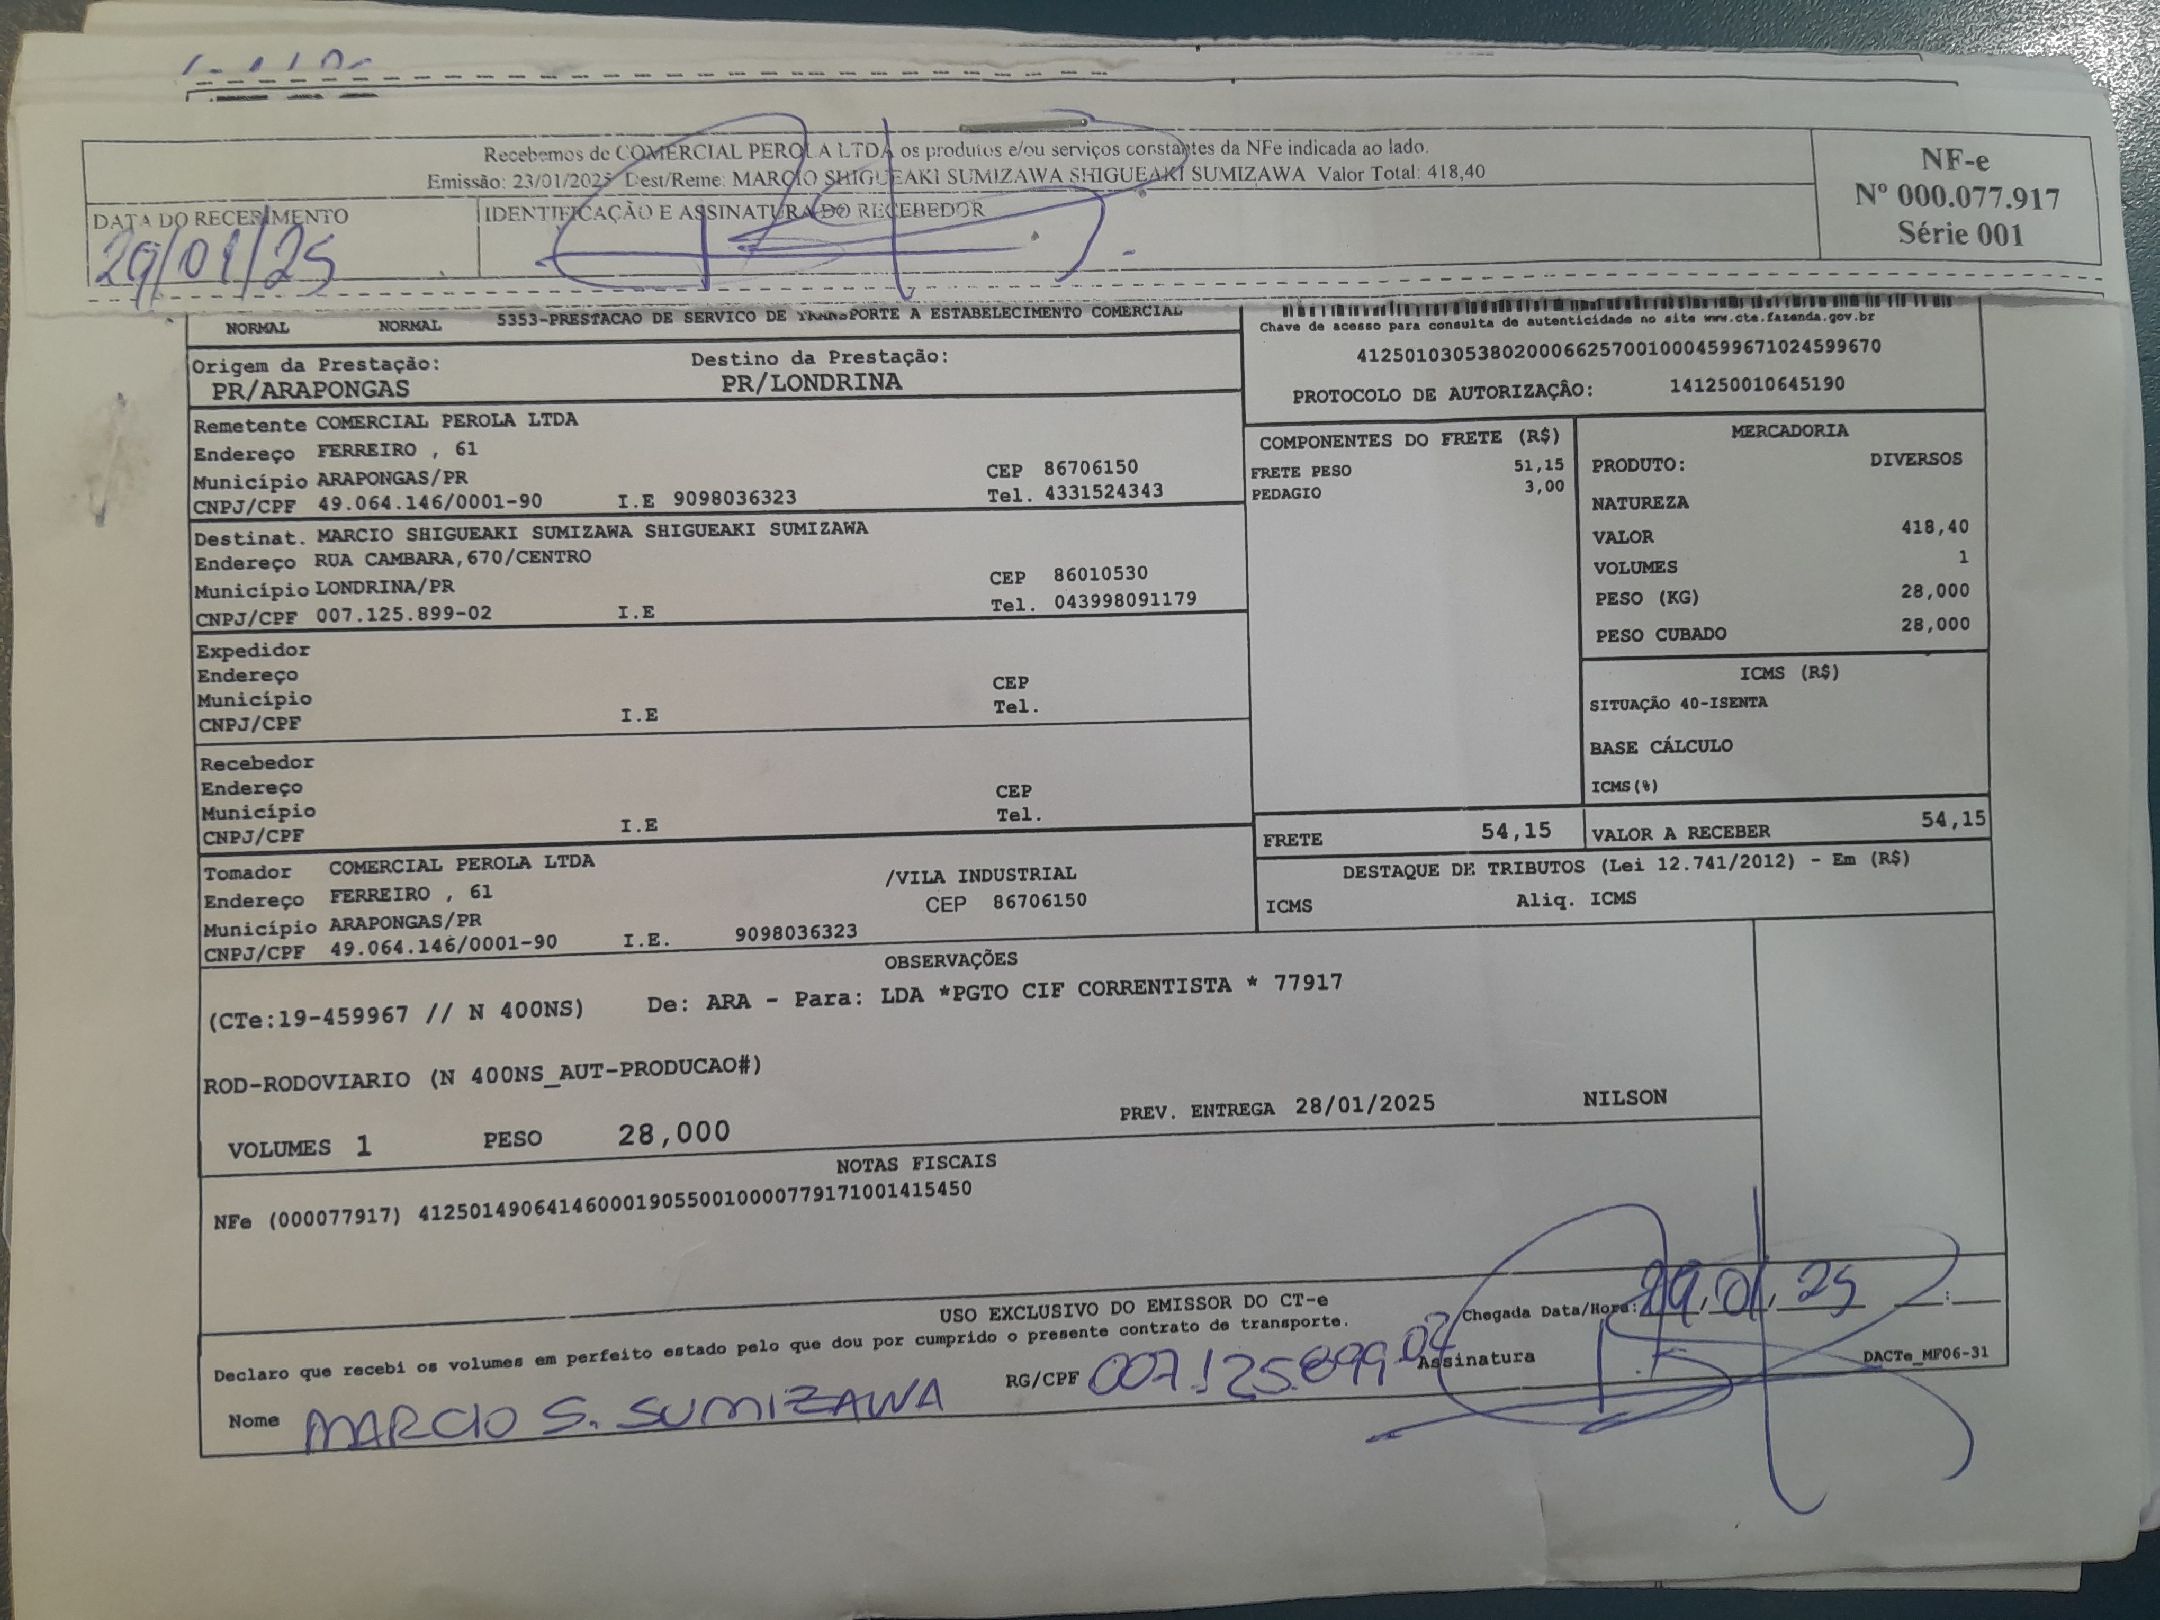 Recebemos de COMERCIAL PEROLA LTDA os produtos e/ou serviços constantes da NFe indicada ao lado.
Emissão: 23/01/2025 Dest/Reme: MARCIO SHIGUEAKI SUMIZAWA SHIGUEAKI SUMIZAWA Valor Total: 418,40
NF-e
Nº 000.077.917
Série 001
DATA DO RECEBIMENTO
29/01/25
IDENTIFICAÇÃO E ASSINATURA DO RECEBEDOR
NORMAL NORMAL 5353-PRESTACAO DE SERVICO DE TRANSPORTE A ESTABELECIMENTO COMERCIAL
Chave de acesso para consulta de autenticidade no site www.cte.fazenda.gov.br
41250103053802000662570010004599671024599670
PROTOCOLO DE AUTORIZAÇÃO: 141250010645190
Origem da Prestação: Destino da Prestação:
PR/ARAPONGAS PR/LONDRINA
Remetente COMERCIAL PEROLA LTDA
Endereço FERREIRO , 61
Município ARAPONGAS/PR CEP 86706150
CNPJ/CPF 49.064.146/0001-90 I.E 9098036323 Tel. 4331524343
Destinat. MARCIO SHIGUEAKI SUMIZAWA SHIGUEAKI SUMIZAWA
Endereço RUA CAMBARA,670/CENTRO
Município LONDRINA/PR CEP 86010530
CNPJ/CPF 007.125.899-02 I.E Tel. 043998091179
Expedidor
Endereço
Município CEP
CNPJ/CPF I.E Tel.
Recebedor
Endereço
Município CEP
CNPJ/CPF I.E Tel.
Tomador COMERCIAL PEROLA LTDA
Endereço FERREIRO , 61 /VILA INDUSTRIAL
Município ARAPONGAS/PR CEP 86706150
CNPJ/CPF 49.064.146/0001-90 I.E. 9098036323
COMPONENTES DO FRETE (R$)
FRETE PESO 51,15
PEDAGIO 3,00
MERCADORIA
PRODUTO: DIVERSOS
NATUREZA
VALOR 418,40
VOLUMES 1
PESO (KG) 28,000
PESO CUBADO 28,000
ICMS (R$)
SITUAÇÃO 40-ISENTA
BASE CÁLCULO
ICMS(%)
FRETE 54,15 VALOR A RECEBER 54,15
DESTAQUE DE TRIBUTOS (Lei 12.741/2012) - Em (R$)
ICMS Aliq. ICMS
OBSERVAÇÕES
(CTe:19-459967 // N 400NS) De: ARA - Para: LDA *PGTO CIF CORRENTISTA * 77917
ROD-RODOVIARIO (N 400NS_AUT-PRODUCAO#)
PREV. ENTREGA 28/01/2025 NILSON
VOLUMES 1 PESO 28,000
NOTAS FISCAIS
NFe (000077917) 41250149064146000190550010000779171001415450
USO EXCLUSIVO DO EMISSOR DO CT-e
Chegada Data/Hora: 29,01,25 :
Declaro que recebi os volumes em perfeito estado pelo que dou por cumprido o presente contrato de transporte.
Nome MARCIO S. SUMIZAWA RG/CPF 007.125.899-02 Assinatura
DACTe_MF06-31